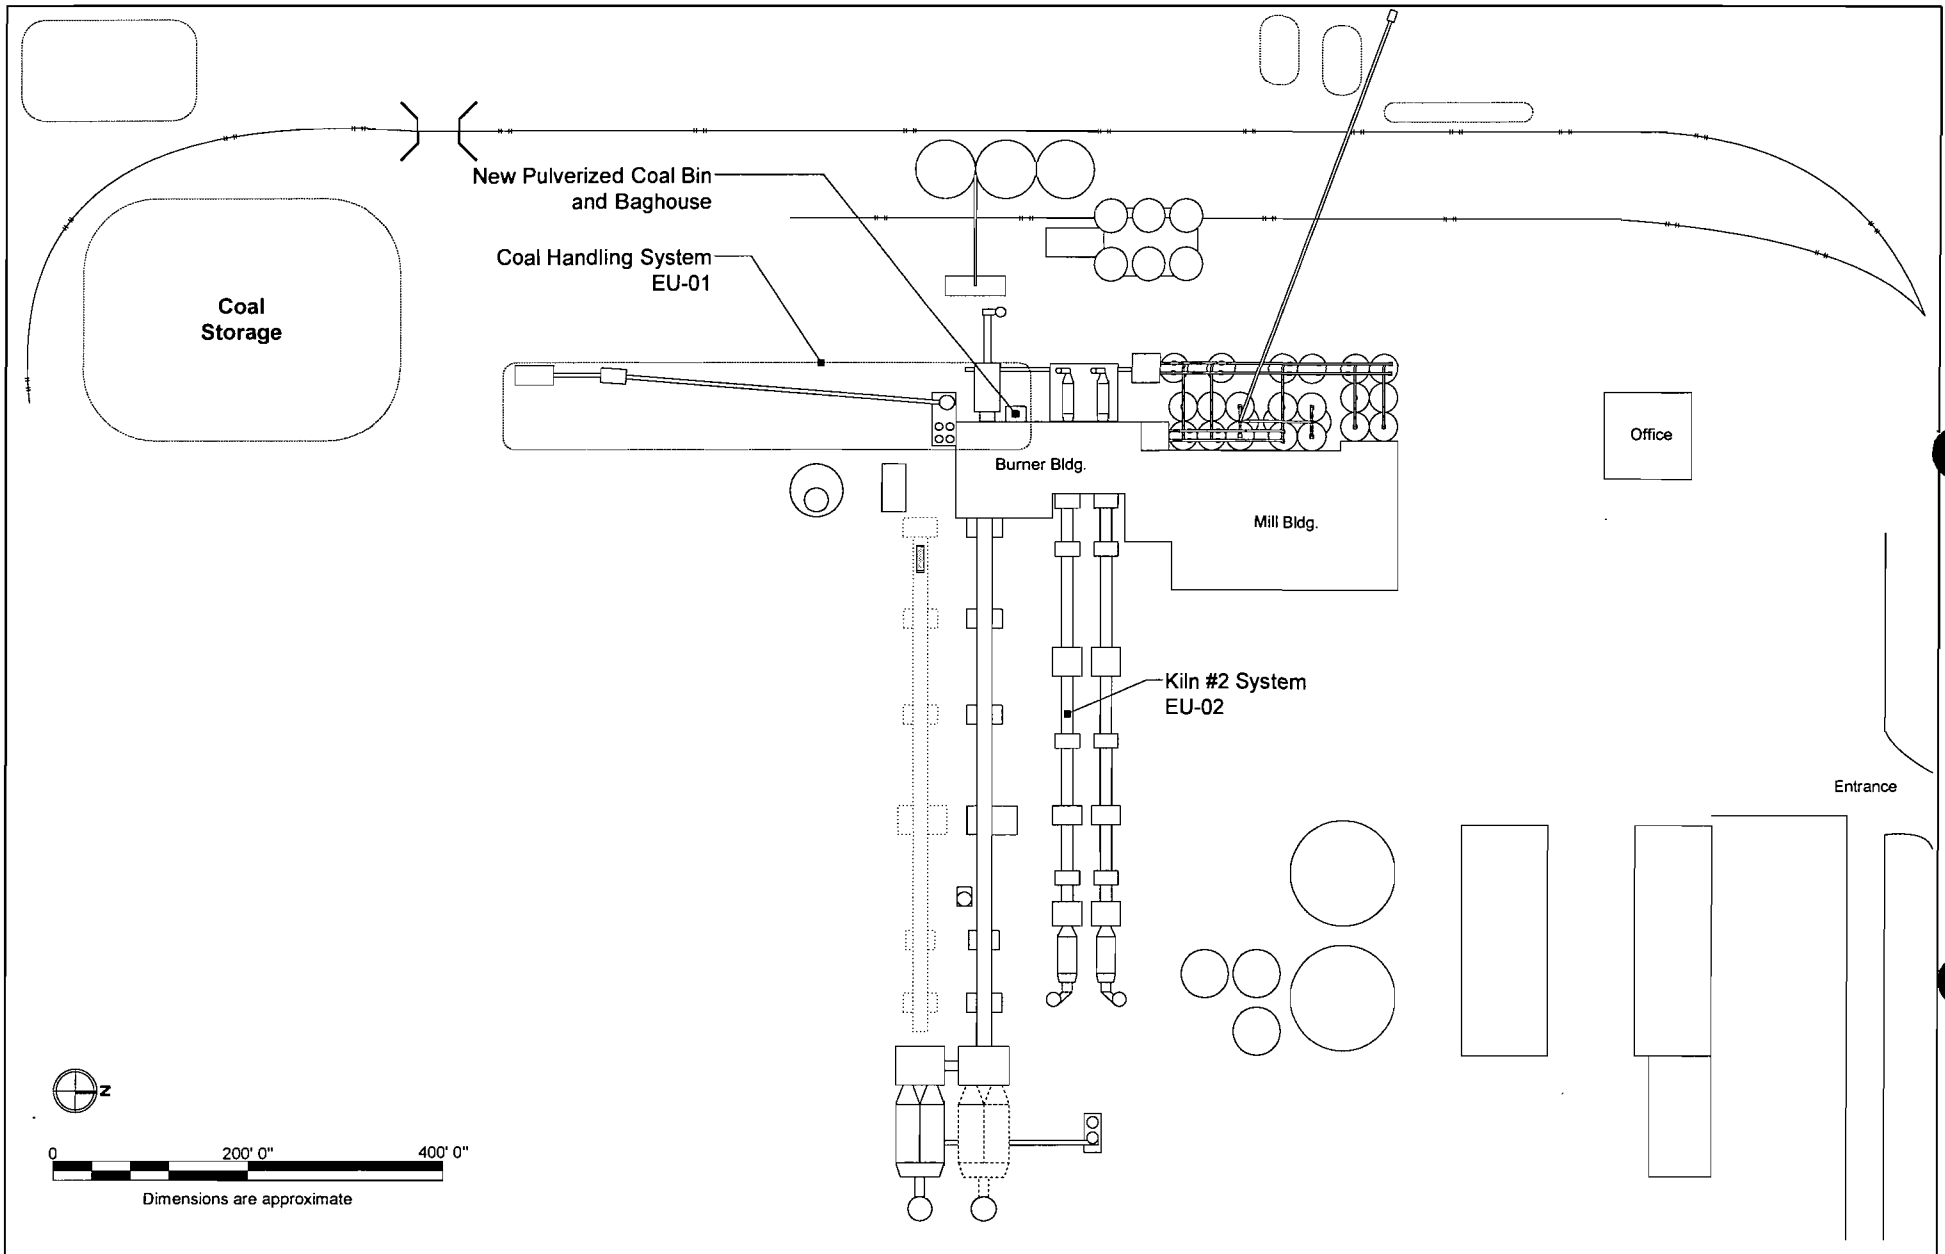 New Pulverized Coal Bin
and Baghouse
Coal Handling System
EU-01
Coal
Storage
Office
Burner Bldg.
Mill Bldg.
Kiln #2 System
EU-02
Entrance
N
0 200' 0" 400' 0"
Dimensions are approximate